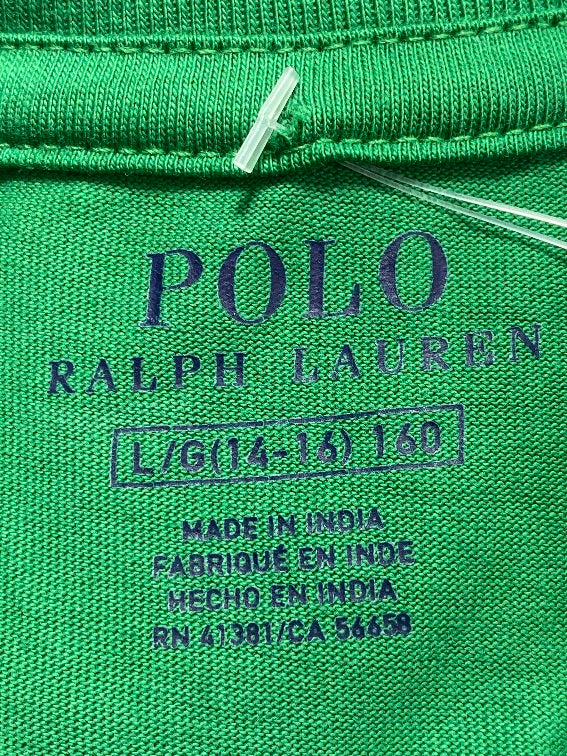 POLO
RALPH LAUREN
L/G(14-16) 160
MADE IN INDIA
FABRIQUÉ EN INDE
HECHO EN INDIA
RN 41381/CA 56658